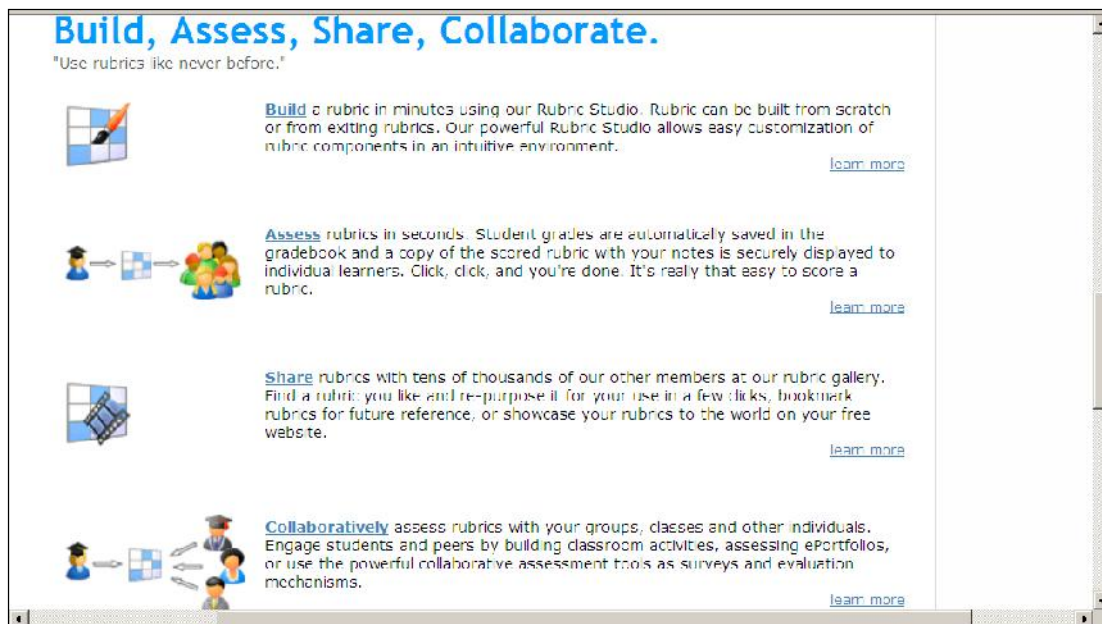 Build, Assess, Share, Collaborate.
"Use rubrics like never before."
Build a rubric in minutes using our Rubric Studio. Rubric can be built from scratch
or from exiting rubrics. Our powerful Rubric Studio allows easy customization of
rubric components in an intuitive environment.
learn more
Assess rubrics in seconds. Student grades are automatically saved in the
gradebook and a copy of the scored rubric with your notes is securely displayed to
individual learners. Click, click, and you're done. It's really that easy to score a
rubric.
learn more
Share rubrics with tens of thousands of our other members at our rubric gallery.
Find a rubric you like and re-purpose it for your use in a few clicks, bookmark
rubrics for future reference, or showcase your rubrics to the world on your free
website.
learn more
Collaboratively assess rubrics with your groups, classes and other individuals.
Engage students and peers by building classroom activities, assessing ePortfolios,
or use the powerful collaborative assessment tools as surveys and evaluation
mechanisms.
learn more